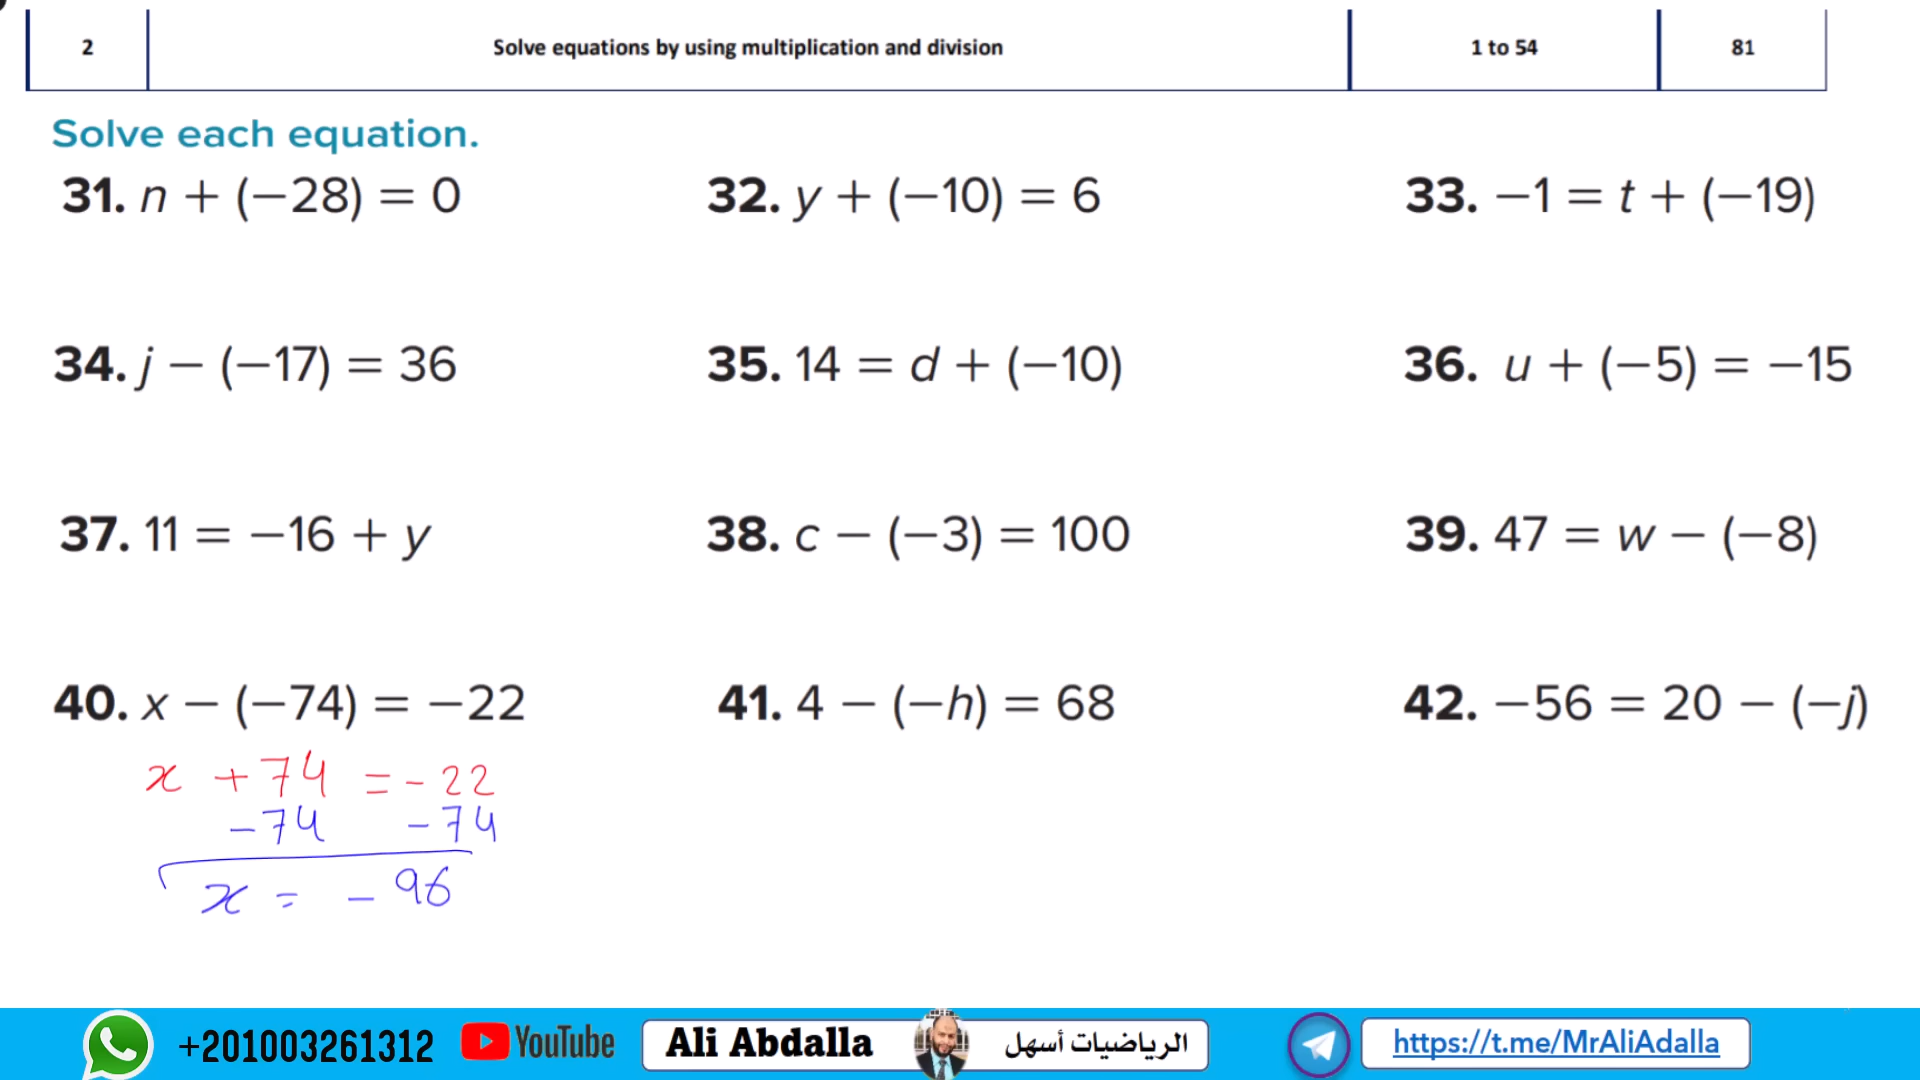 2 Solve equations by using multiplication and division 1 to 54 81
Solve each equation.
31. n + (−28) = 0 32. y + (−10) = 6 33. −1 = t + (−19)
34. j − (−17) = 36 35. 14 = d + (−10) 36. u + (−5) = −15
37. 11 = −16 + y 38. c − (−3) = 100 39. 47 = w − (−8)
40. x − (−74) = −22 41. 4 − (−h) = 68 42. −56 = 20 − (−j)
x + 74 = - 22
- 74 - 74
x = - 96
+201003261312 YouTube Ali Abdalla الرياضيات أسهل https://t.me/MrAliAdalla